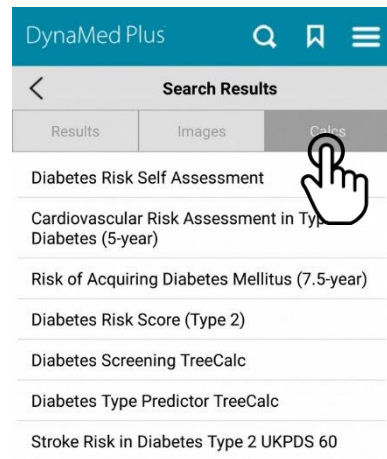 DynaMed Plus
Search Results
Results Images Calcs
Diabetes Risk Self Assessment
Cardiovascular Risk Assessment in
Diabetes (5-year)
Risk of Acquiring Diabetes Mellitus (7.5-year)
Diabetes Risk Score (Type 2)
Diabetes Screening TreeCalc
Diabetes Type Predictor TreeCalc
Stroke Risk in Diabetes Type 2 UKPDS 60